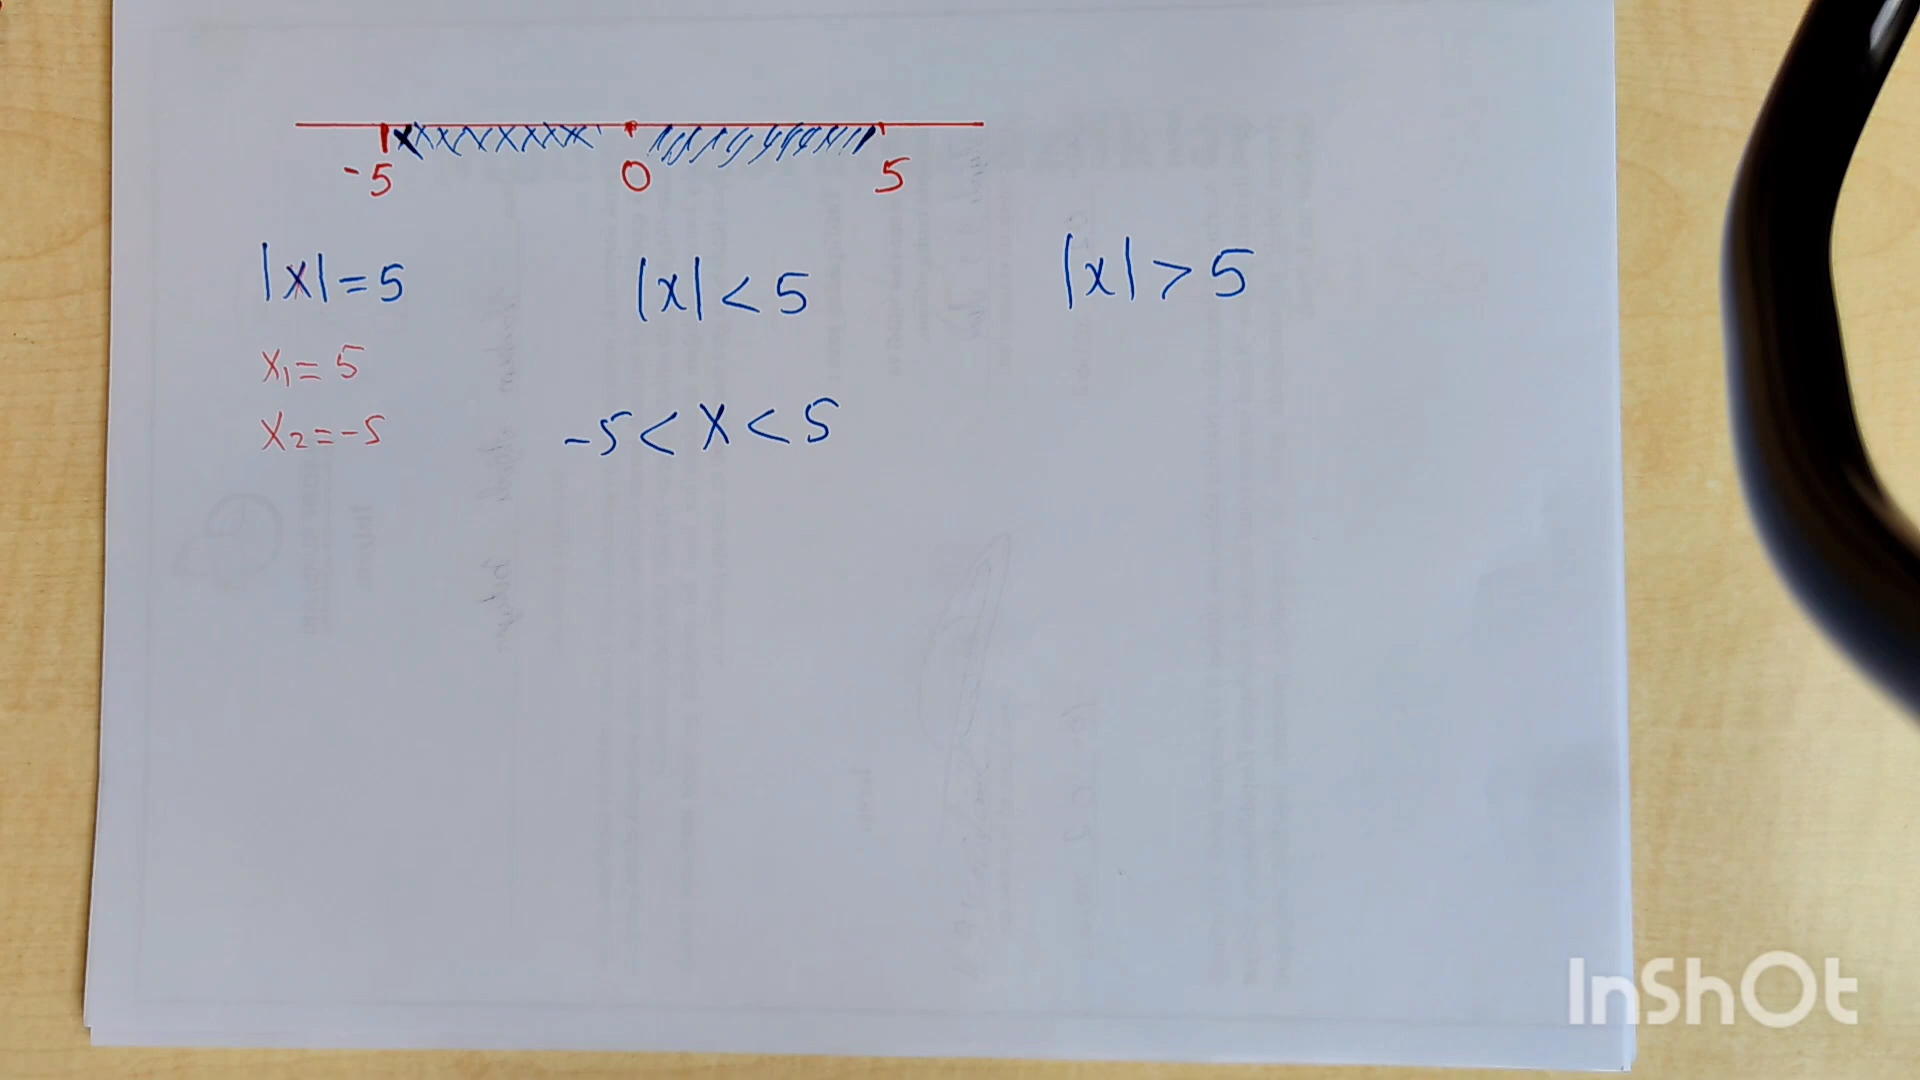 -5 0 5
|x| = 5 |x| < 5 |x| > 5
x1 = 5
x2 = -5 -5 < x < 5
InShOt